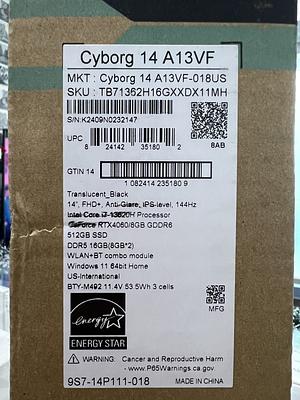 Cyborg 14 A13VF
MKT : Cyborg 14 A13VF-018US
SKU : TB71362H16GXXDX11MH
S/N:K2409N0232147
UPC
8 24142 35180 2
8AB
GTIN 14
1 0824142 35180 9
Translucent_Black
14", FHD+, Anti-Glare, IPS-level, 144Hz
Intel Core i7-13620H Processor
GeForce RTX4060/8GB GDDR6
512GB SSD
DDR5 16GB(8GB*2)
WLAN+BT combo module
Windows 11 64bit Home
US-International
BTY-M492 11.4V 53.5Wh 3 cells
energy
ENERGY STAR
MFG
WARNING: Cancer and Reproductive Harm
- www.P65Warnings.ca.gov
9S7-14P111-018
MADE IN CHINA